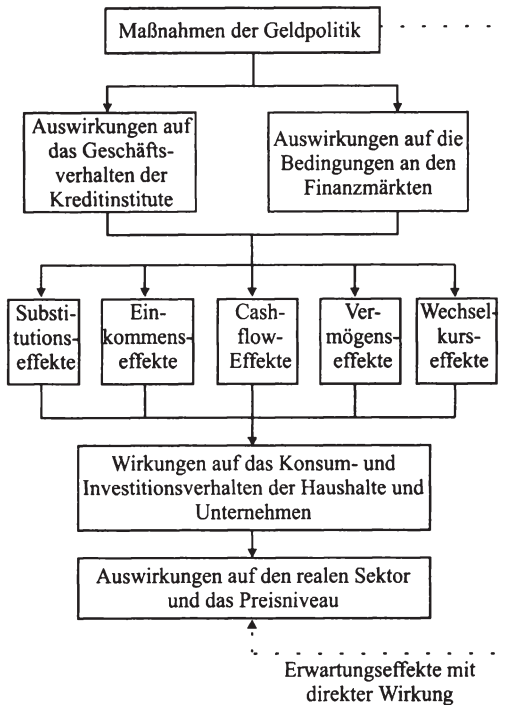 Maßnahmen der Geldpolitik
Auswirkungen auf
das Geschäfts-
verhalten der
Kreditinstitute
Auswirkungen auf die
Bedingungen an den
Finanzmärkten
Substi-
tutions-
effekte
Ein-
kommens-
effekte
Cash-
flow-
Effekte
Ver-
mögens-
effekte
Wechsel-
kurs-
effekte
Wirkungen auf das Konsum- und
Investitionsverhalten der Haushalte und
Unternehmen
Auswirkungen auf den realen Sektor
und das Preisniveau
Erwartungseffekte mit
direkter Wirkung